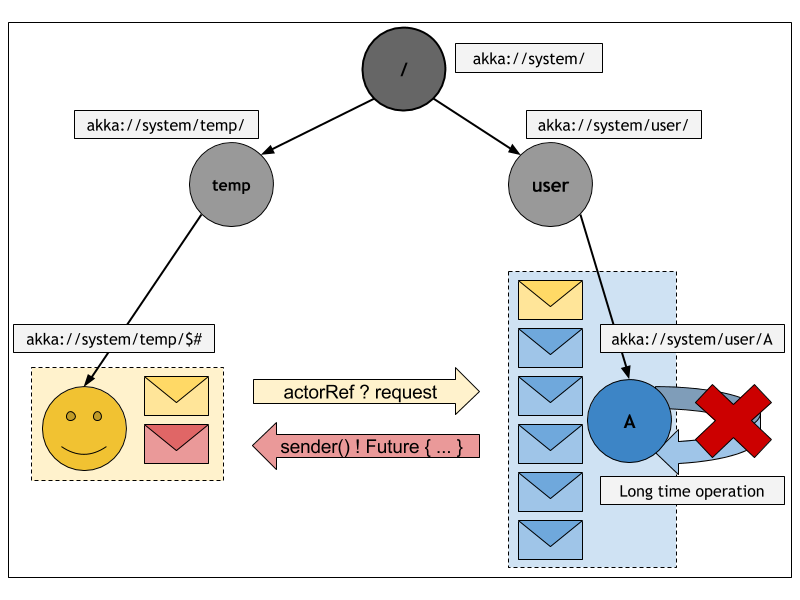 /
akka://system/
akka://system/temp/
akka://system/user/
temp
user
akka://system/temp/$#
akka://system/user/A
actorRef ? request
A
sender() ! Future { ... }
Long time operation